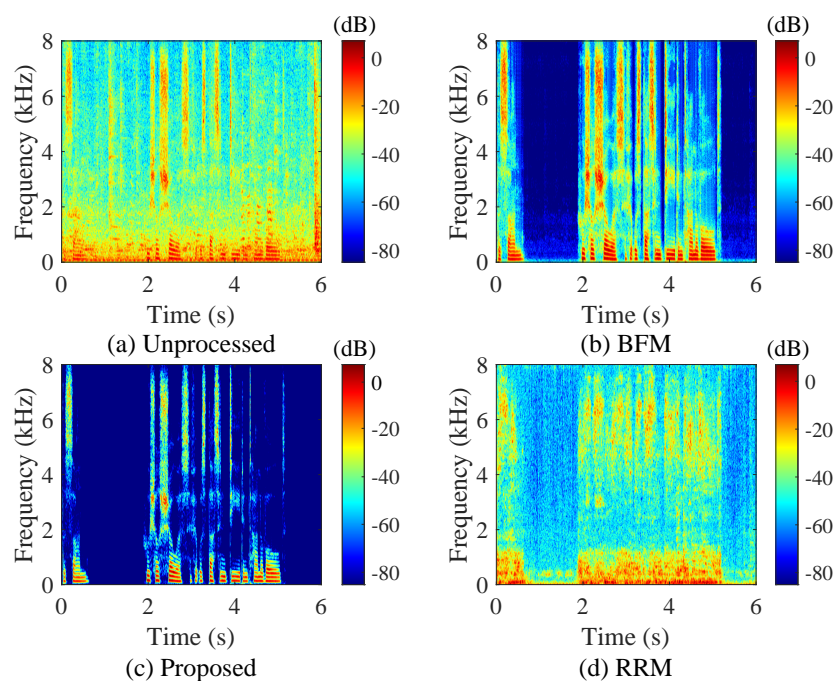 (dB) (dB)
8 0 8 0
6 -20 6 -20
4 -40 4 -40
2 -60 2 -60
0 -80 0 -80
Frequency (kHz) Frequency (kHz)
0 2 4 6 0 2 4 6
Time (s) Time (s)
(a) Unprocessed (b) BFM
(dB) (dB)
8 0 8 0
6 -20 6 -20
4 -40 4 -40
2 -60 2 -60
0 -80 0 -80
Frequency (kHz) Frequency (kHz)
0 2 4 6 0 2 4 6
Time (s) Time (s)
(c) Proposed (d) RRM